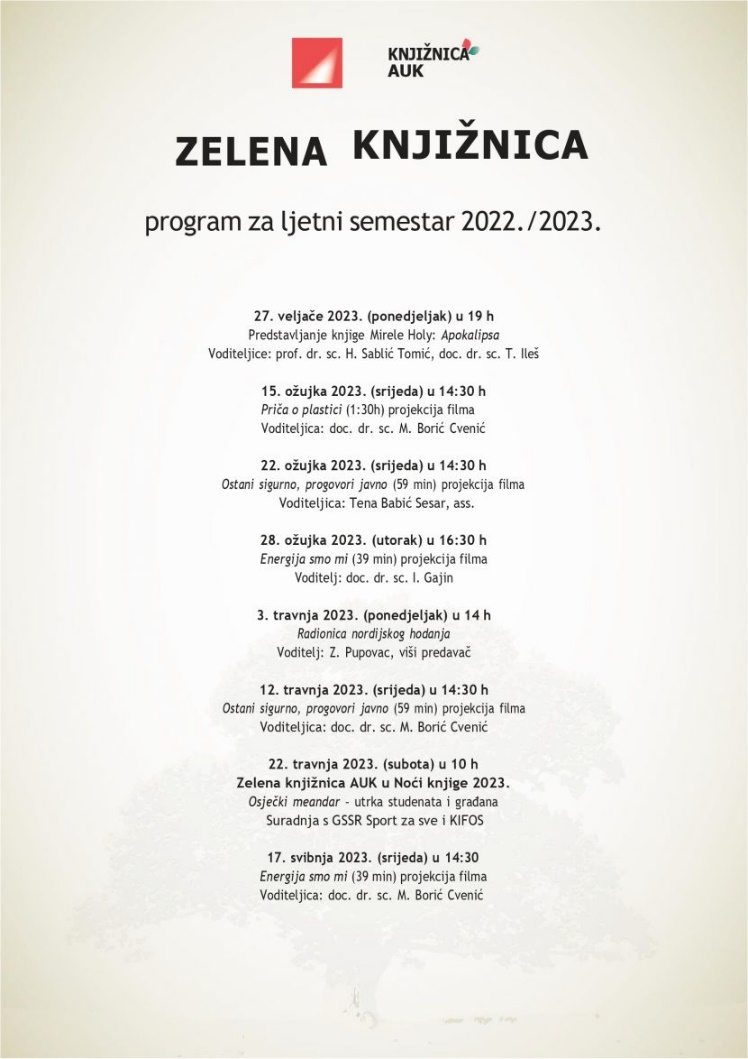 KNJIŽNICA
AUK
ZELENA KNJIŽNICA
program za ljetni semestar 2022./2023.
27. veljače 2023. (ponedjeljak) u 19 h
Predstavljanje knjige Mirele Holy: Apokalipsa
Voditeljice: prof. dr. sc. H. Sablić Tomić, doc. dr. sc. T. Ileš
15. ožujka 2023. (srijeda) u 14:30 h
Priča o plastici (1:30h) projekcija filma
Voditeljica: doc. dr. sc. M. Borić Cvenić
22. ožujka 2023. (srijeda) u 14:30 h
Ostani sigurno, progovori javno (59 min) projekcija filma
Voditeljica: Tena Babić Sesar, ass.
28. ožujka 2023. (utorak) u 16:30 h
Energija smo mi (39 min) projekcija filma
Voditelj: doc. dr. sc. I. Gajin
3. travnja 2023. (ponedjeljak) u 14 h
Radionica nordijskog hodanja
Voditelj: Z. Pupovac, viši predavač
12. travnja 2023. (srijeda) u 14:30 h
Ostani sigurno, progovori javno (59 min) projekcija filma
Voditeljica: doc. dr. sc. M. Borić Cvenić
22. travnja 2023. (subota) u 10 h
Zelena knjižnica AUK u Noći knjige 2023.
Osječki meandar – utrka studenata i građana
Suradnja s GSSR Sport za sve i KIFOS
17. svibnja 2023. (srijeda) u 14:30
Energija smo mi (39 min) projekcija filma
Voditeljica: doc. dr. sc. M. Borić Cvenić